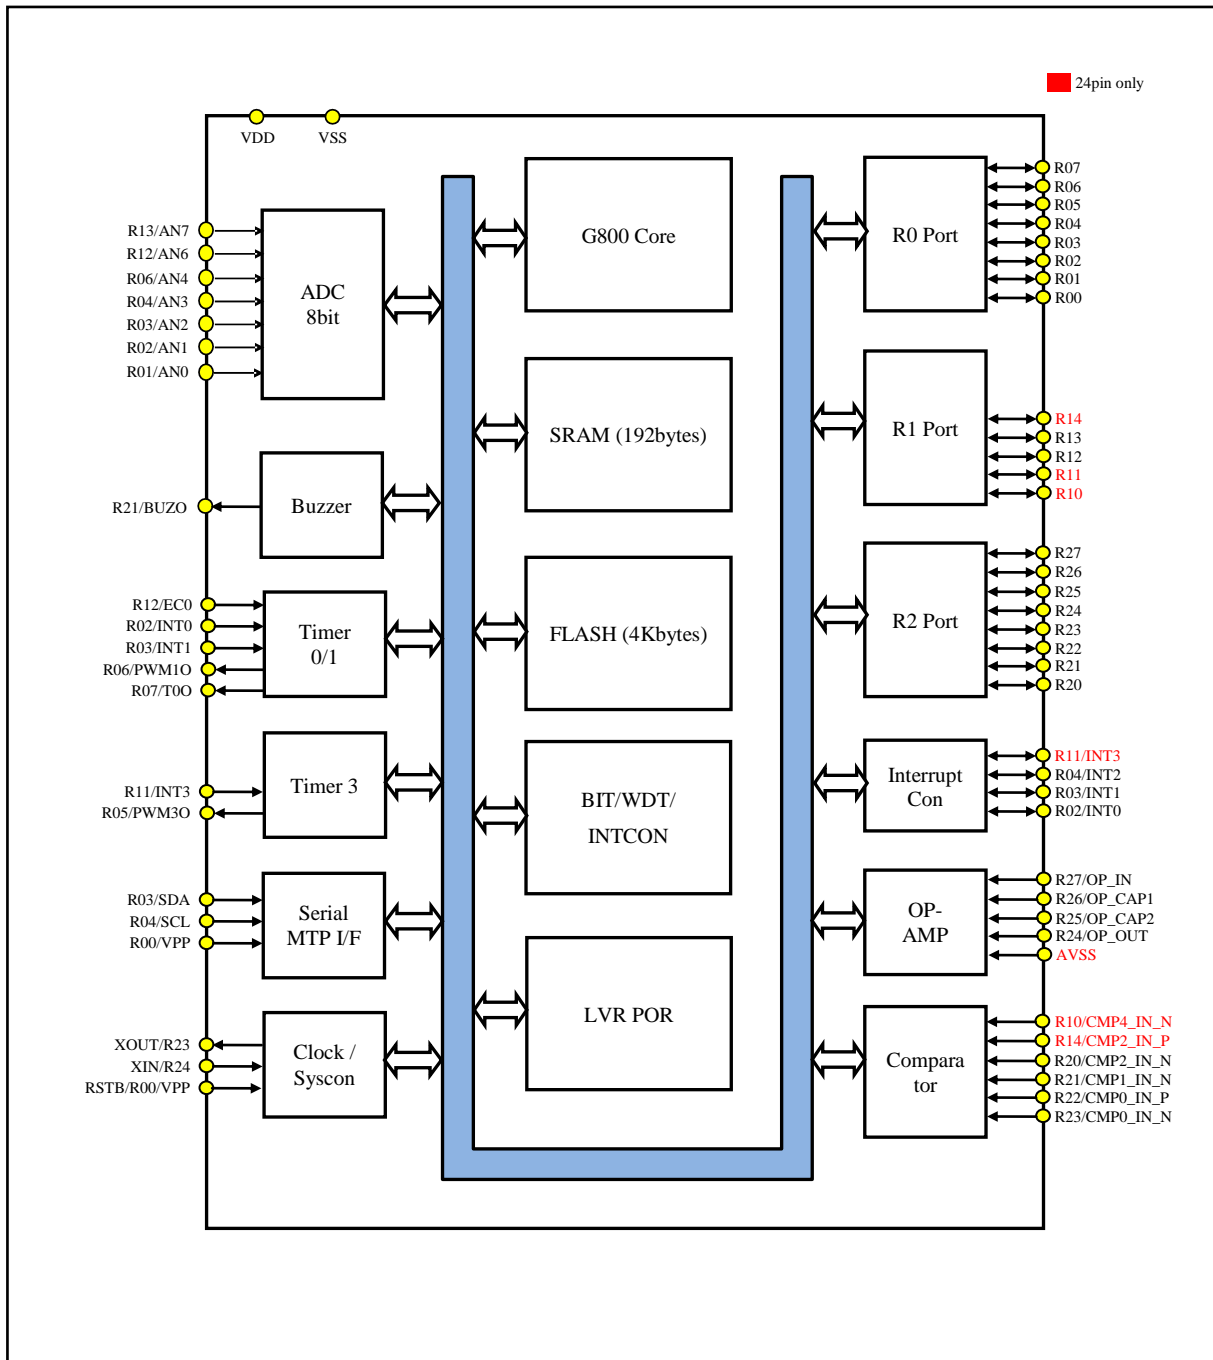 24pin only
VDD
VSS
R13/AN7
R12/AN6
R06/AN4
R04/AN3
R03/AN2
R02/AN1
R01/AN0
ADC
8bit
R21/BUZO
Buzzer
R12/EC0
R02/INT0
R03/INT1
R06/PWM1O
R07/T0O
Timer
0/1
R11/INT3
R05/PWM3O
Timer 3
R03/SDA
R04/SCL
R00/VPP
Serial
MTP I/F
XOUT/R23
XIN/R24
RSTB/R00/VPP
Clock /
Syscon
G800 Core
SRAM (192bytes)
FLASH (4Kbytes)
BIT/WDT/
INTCON
LVR POR
R0 Port
R07
R06
R05
R04
R03
R02
R01
R00
R1 Port
R14
R13
R12
R11
R10
R2 Port
R27
R26
R25
R24
R23
R22
R21
R20
Interrupt
Con
R11/INT3
R04/INT2
R03/INT1
R02/INT0
OP-
AMP
R27/OP_IN
R26/OP_CAP1
R25/OP_CAP2
R24/OP_OUT
AVSS
Compara
tor
R10/CMP4_IN_N
R14/CMP2_IN_P
R20/CMP2_IN_N
R21/CMP1_IN_N
R22/CMP0_IN_P
R23/CMP0_IN_N